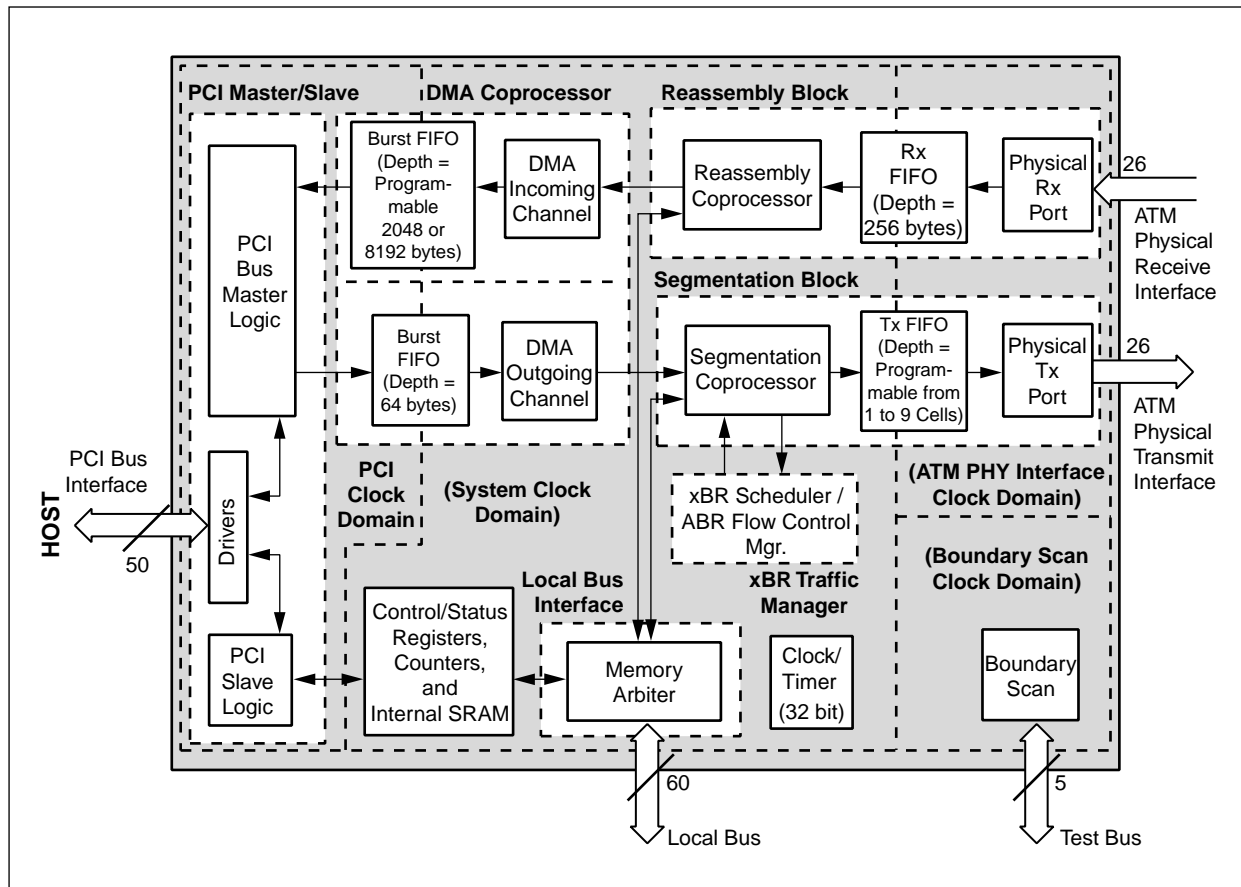 PCI Master/Slave
DMA Coprocessor
Reassembly Block
Burst FIFO
(Depth =
Program-
mable
2048 or
8192 bytes)
DMA
Incoming
Channel
Reassembly
Coprocessor
Rx
FIFO
(Depth =
256 bytes)
Physical
Rx
Port
26
ATM
Physical
Receive
Interface
PCI
Bus
Master
Logic
Segmentation Block
Burst
FIFO
(Depth =
64 bytes)
DMA
Outgoing
Channel
Segmentation
Coprocessor
Tx FIFO
(Depth =
Program-
mable from
1 to 9 Cells)
Physical
Tx
Port
26
ATM
Physical
Transmit
Interface
PCI Bus
Interface
HOST
50
Drivers
PCI
Clock
Domain
(System Clock
Domain)
xBR Scheduler /
ABR Flow Control
Mgr.
xBR Traffic
Manager
(ATM PHY Interface
Clock Domain)
(Boundary Scan
Clock Domain)
Local Bus
Interface
PCI
Slave
Logic
Control/Status
Registers,
Counters,
and
Internal SRAM
Memory
Arbiter
Clock/
Timer
(32 bit)
Boundary
Scan
60
Local Bus
5
Test Bus